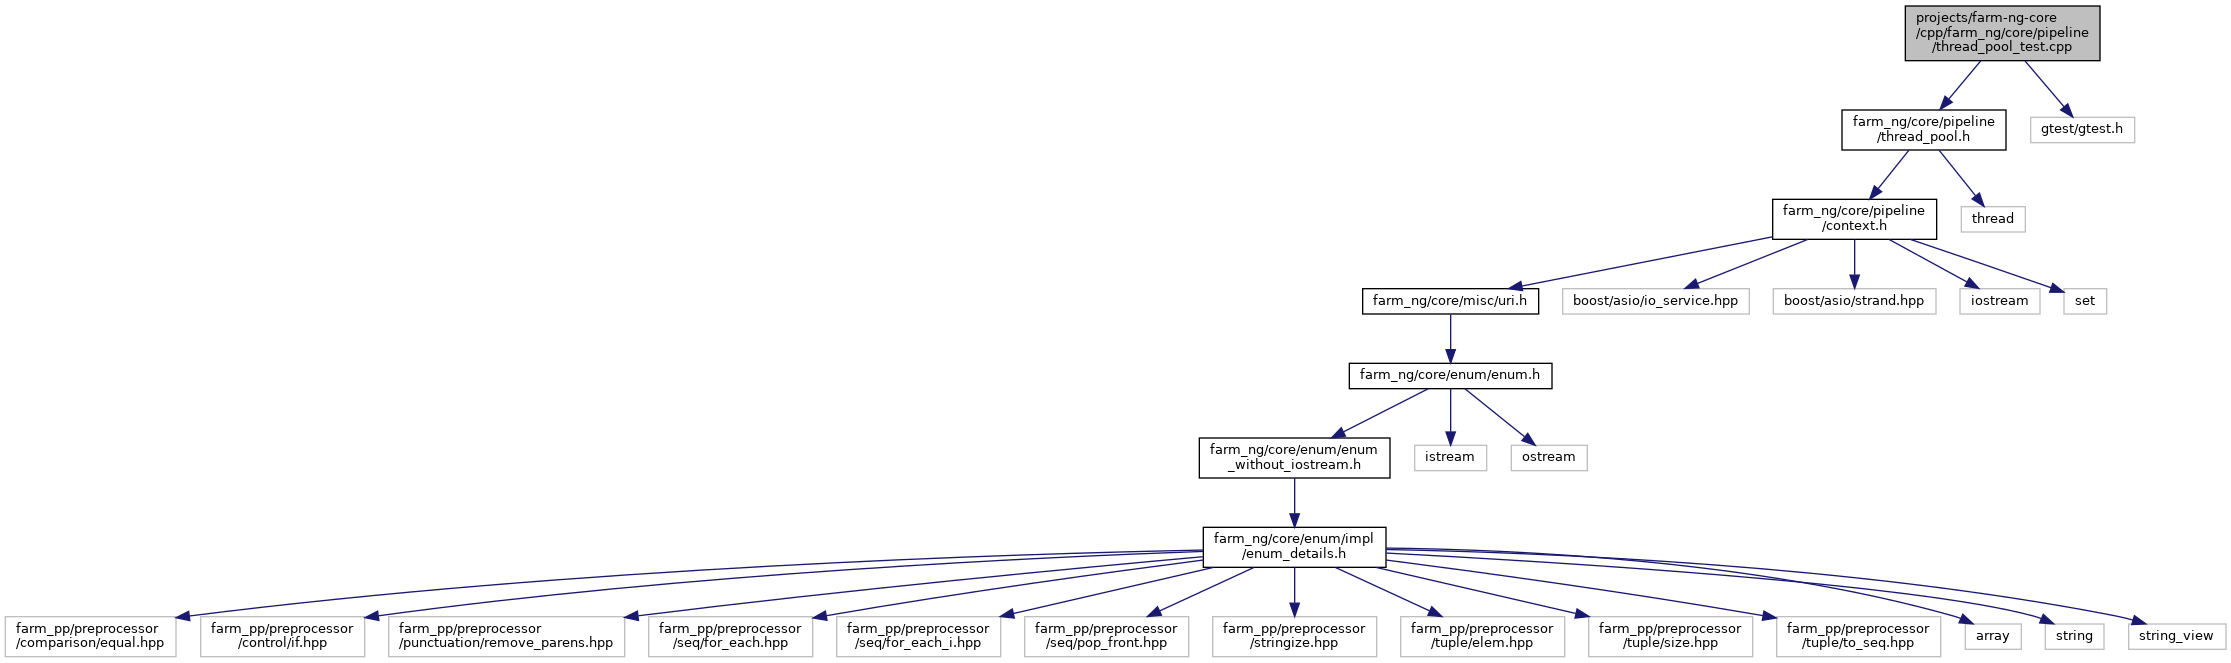 projects/farm-ng-core
/cpp/farm_ng/core/pipeline
/thread_pool_test.cpp
farm_ng/core/pipeline
/thread_pool.h
gtest/gtest.h
farm_ng/core/pipeline
/context.h
thread
farm_ng/core/misc/uri.h
boost/asio/io_service.hpp
boost/asio/strand.hpp
iostream
set
farm_ng/core/enum/enum.h
farm_ng/core/enum/enum
_without_iostream.h
istream
ostream
farm_ng/core/enum/impl
/enum_details.h
farm_pp/preprocessor
/comparison/equal.hpp
farm_pp/preprocessor
/control/if.hpp
farm_pp/preprocessor
/punctuation/remove_parens.hpp
farm_pp/preprocessor
/seq/for_each.hpp
farm_pp/preprocessor
/seq/for_each_i.hpp
farm_pp/preprocessor
/seq/pop_front.hpp
farm_pp/preprocessor
/stringize.hpp
farm_pp/preprocessor
/tuple/elem.hpp
farm_pp/preprocessor
/tuple/size.hpp
farm_pp/preprocessor
/tuple/to_seq.hpp
array
string
string_view